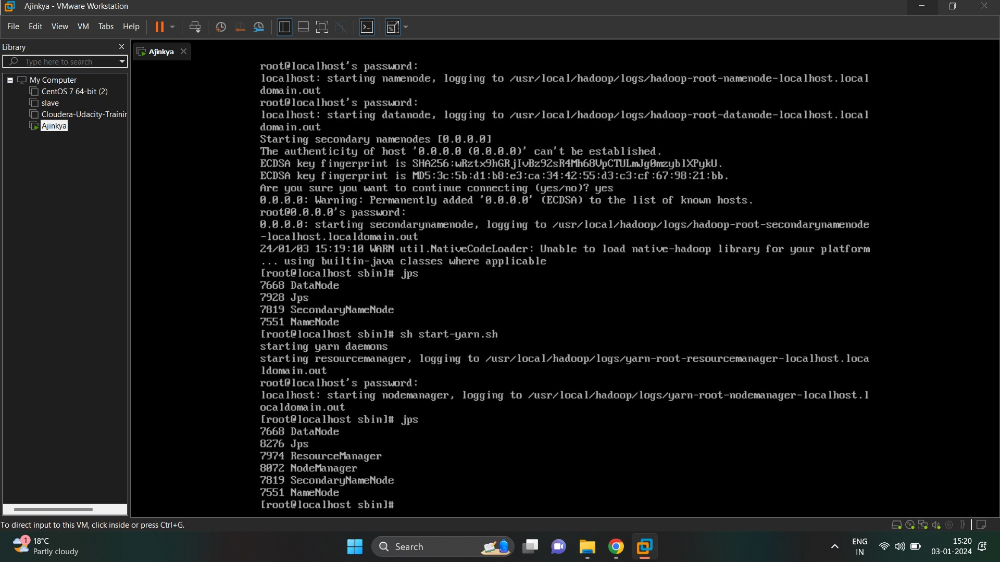 Ajinkya - VMware Workstation
File Edit View VM Tabs Help
Library
Type here to search
My Computer
CentOS 7 64-bit (2)
slave
Cloudera-Udacity-Trainir
Ajinkya
Ajinkya
root@localhost's password:
localhost: starting namenode, logging to /usr/local/hadoop/logs/hadoop-root-namenode-localhost.local
domain.out
root@localhost's password:
localhost: starting datanode, logging to /usr/local/hadoop/logs/hadoop-root-datanode-localhost.local
domain.out
Starting secondary namenodes [0.0.0.0]
The authenticity of host '0.0.0.0 (0.0.0.0)' can't be established.
ECDSA key fingerprint is SHA256:wRztx9hGRjIvBz92sR4Mh68VpCTULmJg0mzyblXPykU.
ECDSA key fingerprint is MD5:3c:5b:d1:b8:e3:ca:34:42:55:d3:c3:cf:67:98:21:bb.
Are you sure you want to continue connecting (yes/no)? yes
0.0.0.0: Warning: Permanently added '0.0.0.0' (ECDSA) to the list of known hosts.
root@0.0.0.0's password:
0.0.0.0: starting secondarynamenode, logging to /usr/local/hadoop/logs/hadoop-root-secondarynamenode
-localhost.localdomain.out
24/01/03 15:19:10 WARN util.NativeCodeLoader: Unable to load native-hadoop library for your platform
... using builtin-java classes where applicable
[root@localhost sbin]# jps
7668 DataNode
7928 Jps
7819 SecondaryNameNode
7551 NameNode
[root@localhost sbin]# sh start-yarn.sh
starting yarn daemons
starting resourcemanager, logging to /usr/local/hadoop/logs/yarn-root-resourcemanager-localhost.loca
ldomain.out
root@localhost's password:
localhost: starting nodemanager, logging to /usr/local/hadoop/logs/yarn-root-nodemanager-localhost.l
ocaldomain.out
[root@localhost sbin]# jps
7668 DataNode
8276 Jps
7974 ResourceManager
8072 NodeManager
7819 SecondaryNameNode
7551 NameNode
[root@localhost sbin]#
To direct input to this VM, click inside or press Ctrl+G.
1
18°C
Partly cloudy
Search
ENG
IN
15:20
03-01-2024